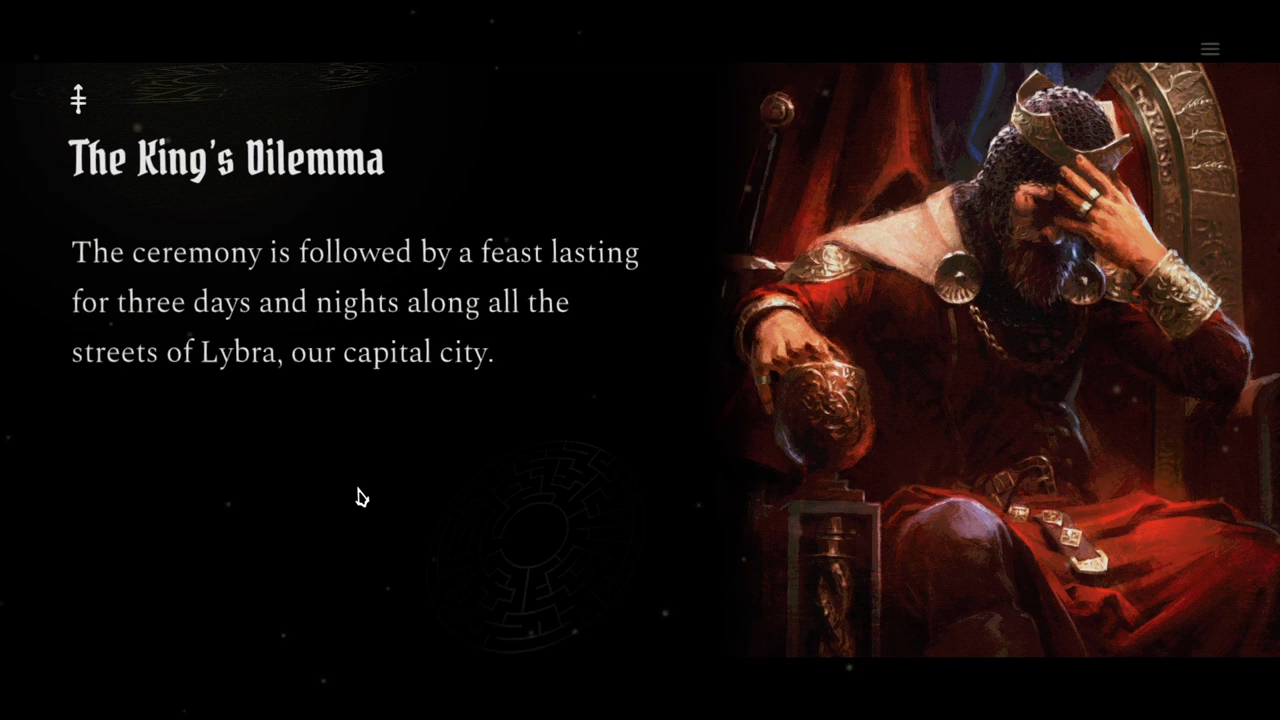 The King's Dilemma
The ceremony is followed by a feast lasting
for three days and nights along all the
streets of Lybra, our capital city.